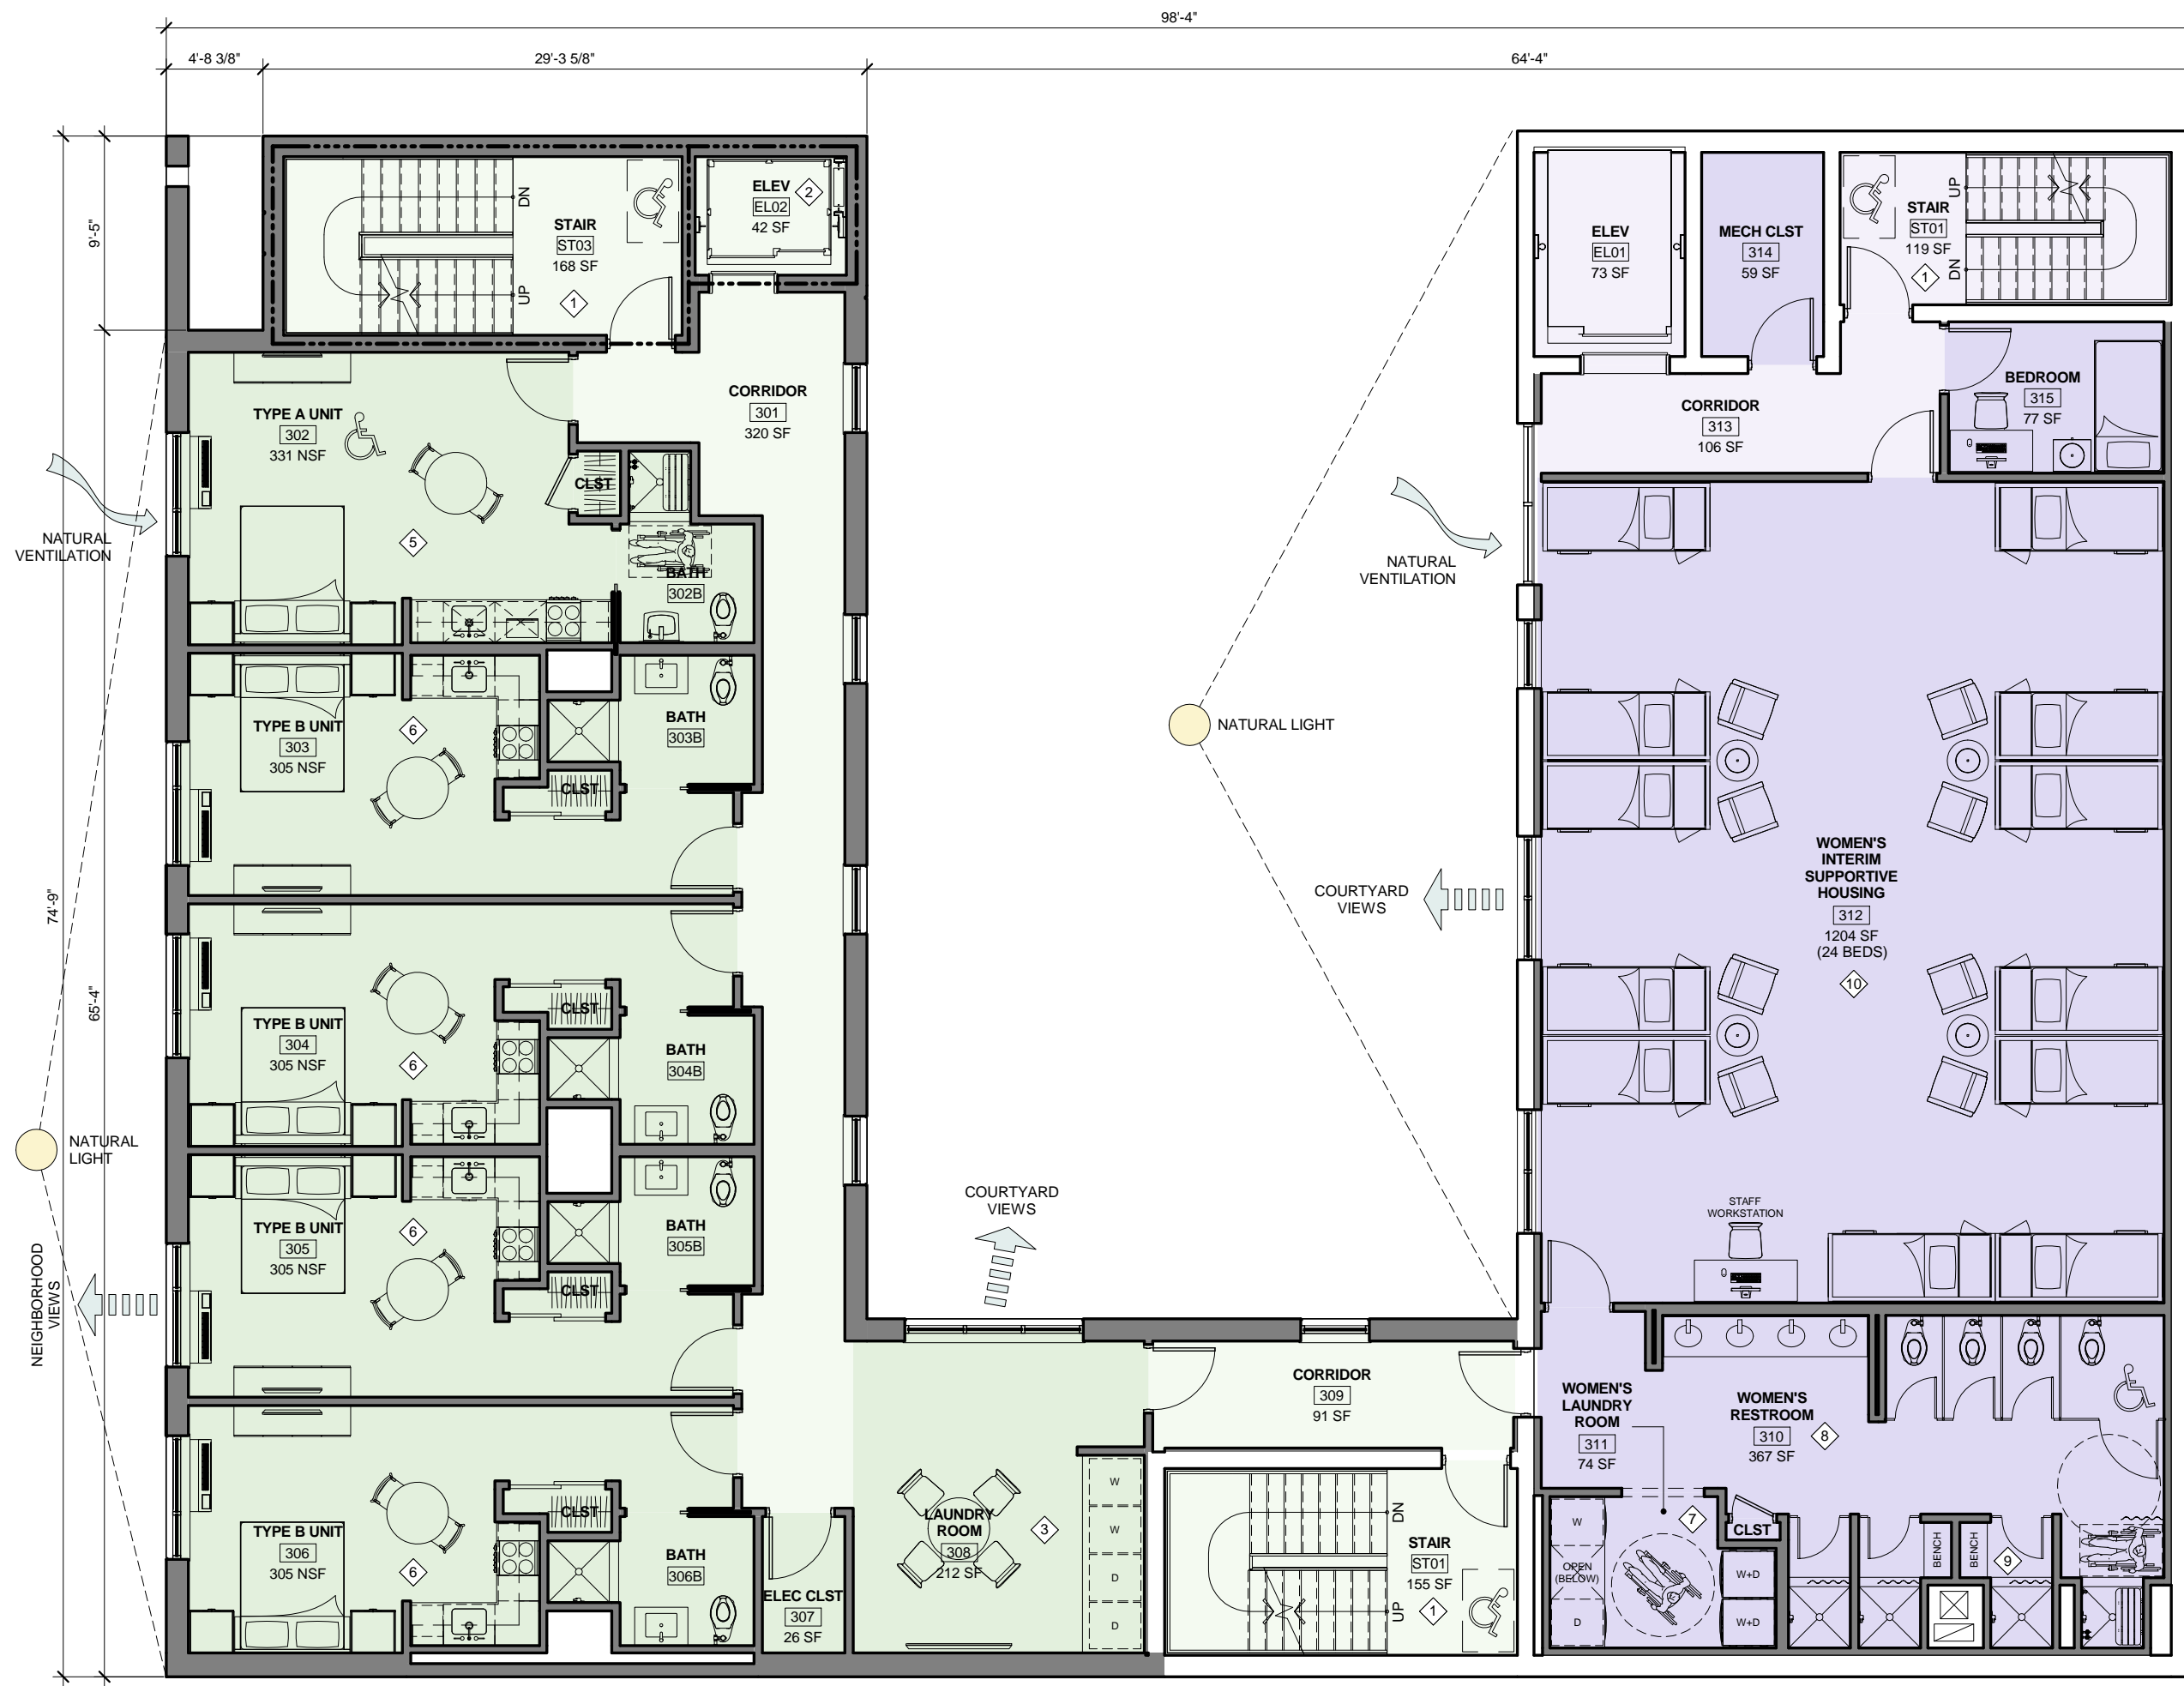 98'-4"
4'-8 3/8"
29'-3 5/8"
64'-4"
9'-5"
74'-9"
65'-4"
STAIR
ST03
168 SF
DN
UP
1
ELEV
EL02
42 SF
2
ELEV
EL01
73 SF
MECH CLST
314
59 SF
STAIR
ST01
119 SF
UP
DN
1
TYPE A UNIT
302
331 NSF
CLST
5
BATH
302B
CORRIDOR
301
320 SF
CORRIDOR
313
106 SF
BEDROOM
315
77 SF
NATURAL
VENTILATION
NATURAL
VENTILATION
NATURAL LIGHT
TYPE B UNIT
303
305 NSF
6
BATH
303B
CLST
COURTYARD
VIEWS
WOMEN'S
INTERIM
SUPPORTIVE
HOUSING
312
1204 SF
(24 BEDS)
10
TYPE B UNIT
304
305 NSF
6
CLST
BATH
304B
NATURAL
LIGHT
NEIGHBORHOOD
VIEWS
TYPE B UNIT
305
305 NSF
6
BATH
305B
CLST
COURTYARD
VIEWS
STAFF
WORKSTATION
TYPE B UNIT
306
305 NSF
6
CLST
BATH
306B
ELEC CLST
307
26 SF
LAUNDRY
ROOM
308
212 SF
3
W
W
D
D
CORRIDOR
309
91 SF
STAIR
ST01
155 SF
DN
UP
1
WOMEN'S
LAUNDRY
ROOM
311
74 SF
WOMEN'S
RESTROOM
310
367 SF
8
7
CLST
W
OPEN
(BELOW)
D
W+D
W+D
BENCH
BENCH
9